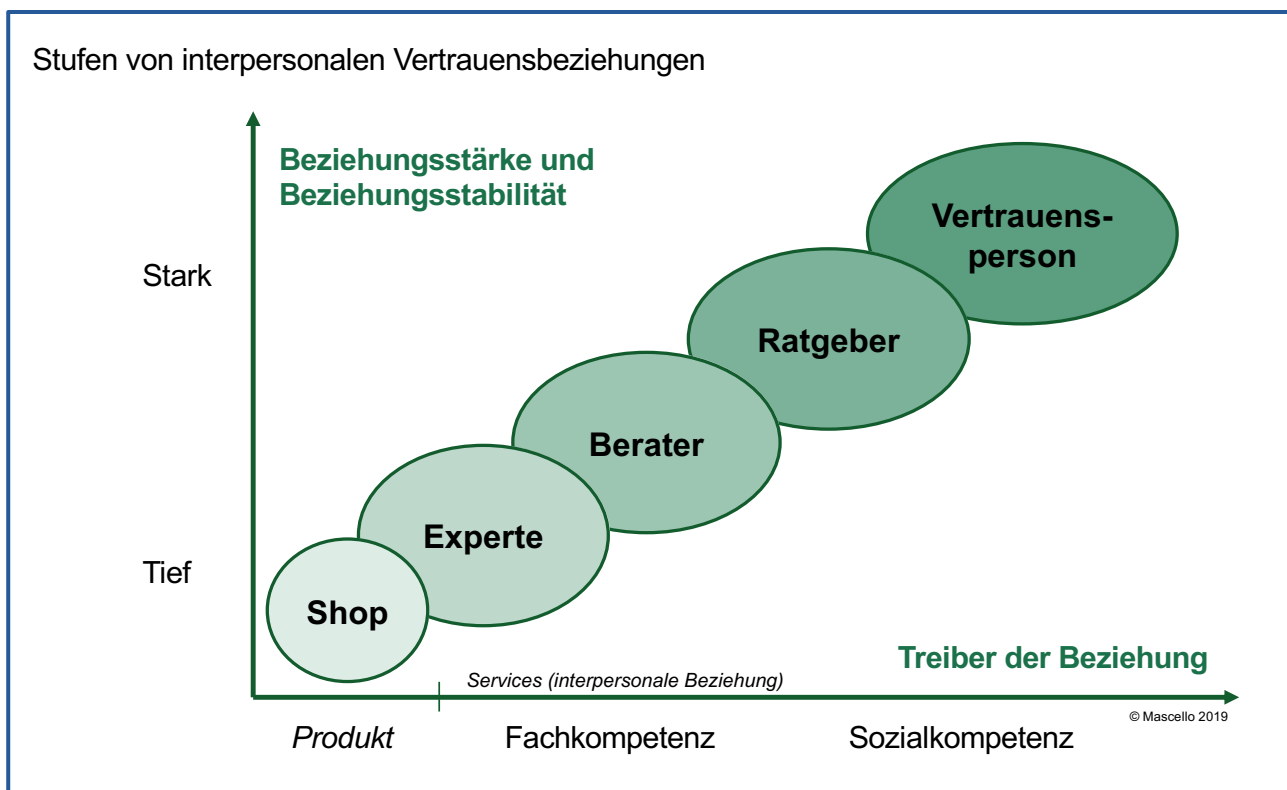 Stufen von interpersonalen Vertrauensbeziehungen
Beziehungsstärke und
Beziehungsstabilität
Stark
Tief
Vertrauens-
person
Ratgeber
Berater
Experte
Shop
Treiber der Beziehung
Services (interpersonale Beziehung)
© Mascello 2019
Produkt
Fachkompetenz
Sozialkompetenz